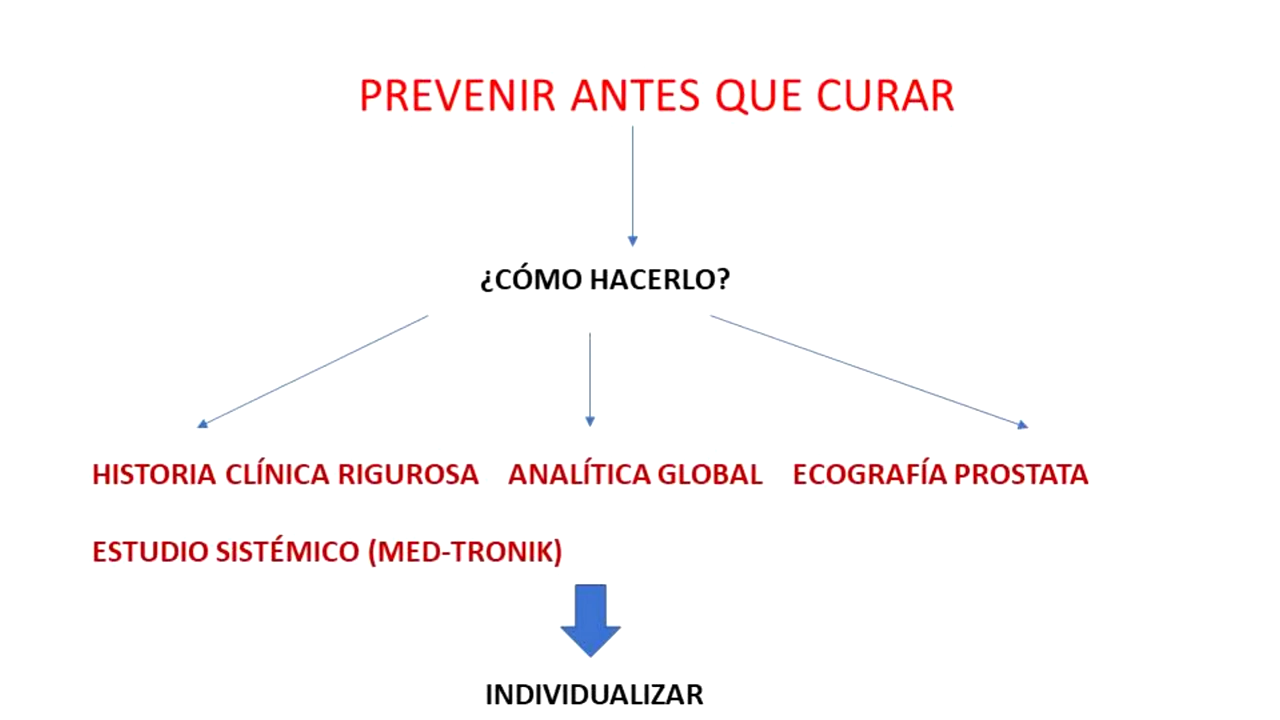 PREVENIR ANTES QUE CURAR
¿CÓMO HACERLO?
HISTORIA CLÍNICA RIGUROSA ANALÍTICA GLOBAL ECOGRAFÍA PROSTATA
ESTUDIO SISTÉMICO (MED-TRONIK)
INDIVIDUALIZAR